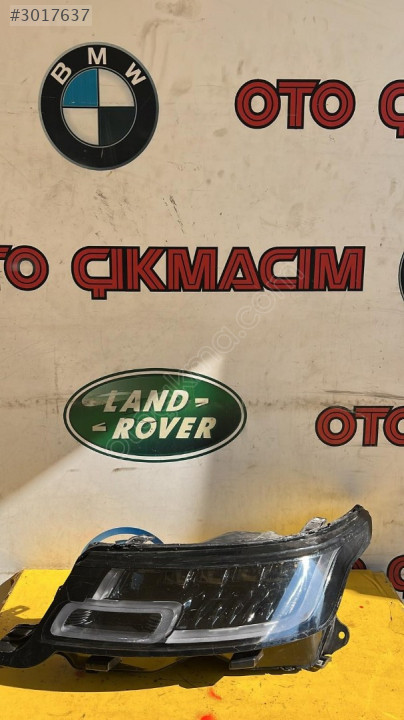 #3017637
BMW
OTO Ç
TO ÇIKMACIM
LAND-
ROVER
OTO